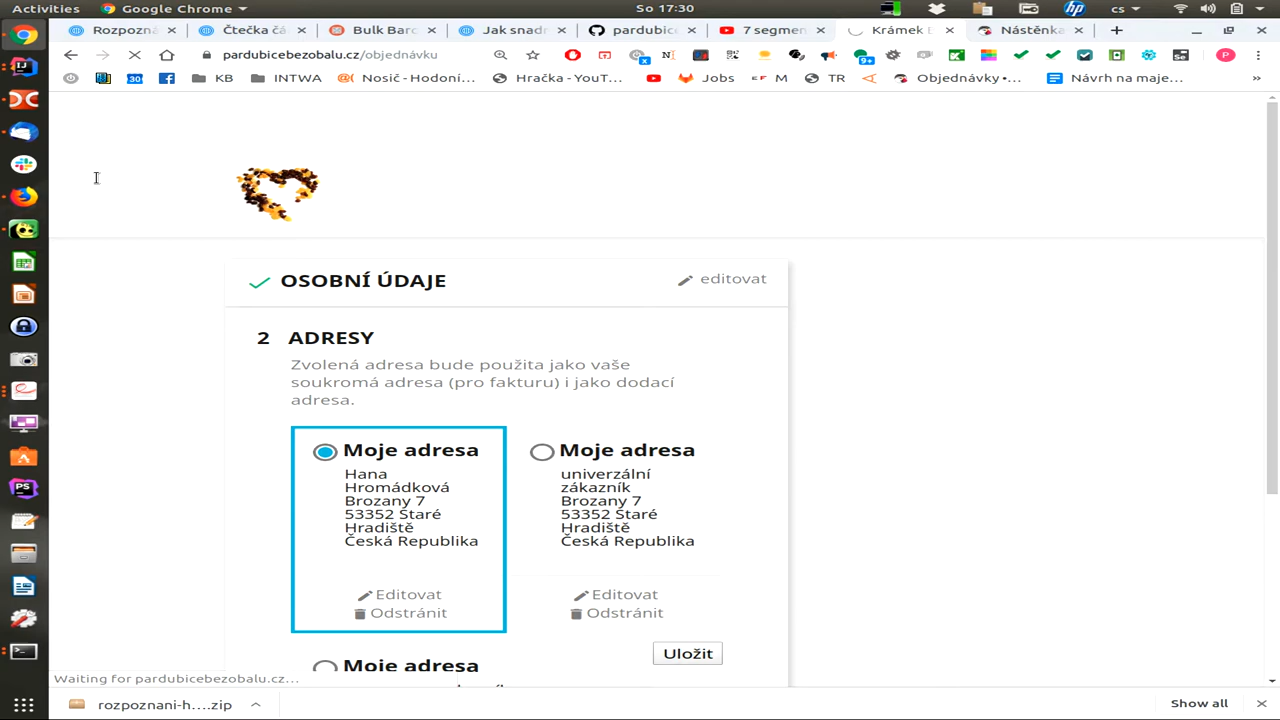 Activities
Google Chrome
So 17:30
cs
Rozpozná
Čtečka čá
Bulk Barc
Jak snadr
pardubice
7 segmen
Krámek E
Nástěnka
pardubicebezobalu.cz/objednávku
9+
P
30
KB
INTWA
Nosič - Hodoní...
Hračka - YouT...
Jobs
M
TR
Objednávky •...
Návrh na maje...
»
OSOBNÍ ÚDAJE
editovat
2 ADRESY
Zvolená adresa bude použita jako vaše
soukromá adresa (pro fakturu) i jako dodací
adresa.
Moje adresa
Hana
Hromádková
Brozany 7
53352 Staré
Hradiště
Česká Republika
Editovat
Odstránit
Moje adresa
univerzální
zákazník
Brozany 7
53352 Staré
Hradiště
Česká Republika
Editovat
Odstránit
Moje adresa
Uložit
Waiting for pardubicebezobalu.cz...
rozpoznani-h....zip
Show all